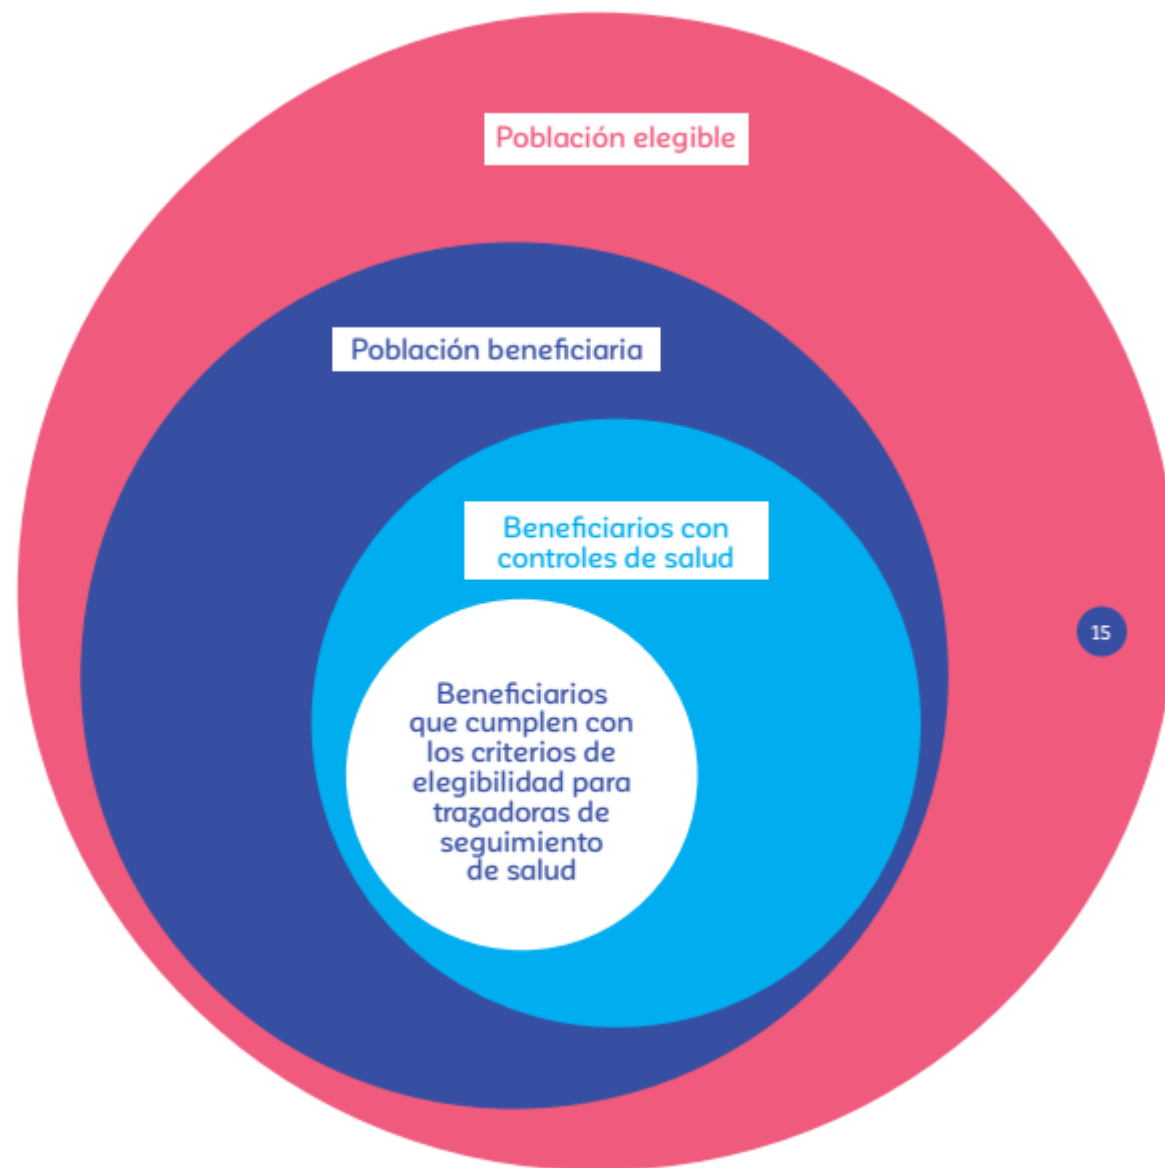 Población elegible
Población beneficiaria
Beneficiarios con
controles de salud
15
Beneficiarios
que cumplen con
los criterios de
elegibilidad para
trazadoras de
seguimiento
de salud